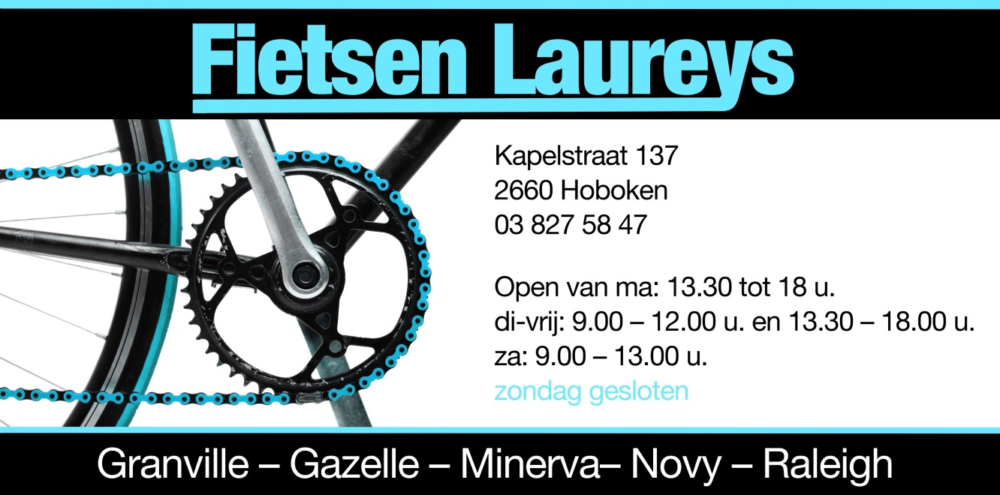 Fietsen Laureys
Kapelstraat 137
2660 Hoboken
03 827 58 47
Open van ma: 13.30 tot 18 u.
di-vrij: 9.00 – 12.00 u. en 13.30 – 18.00 u.
za: 9.00 – 13.00 u.
zondag gesloten
Granville – Gazelle – Minerva– Novy – Raleigh